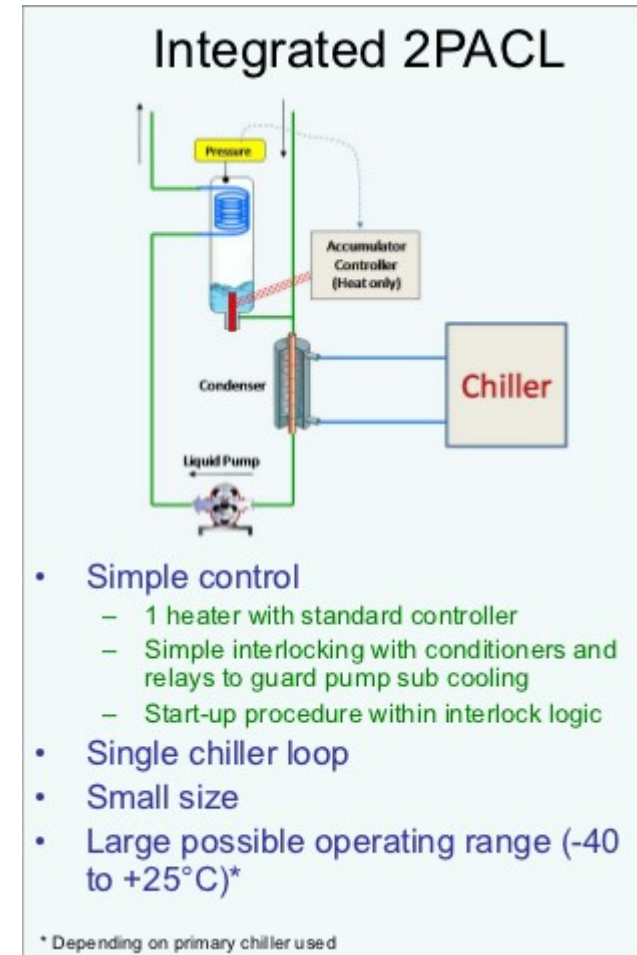 Integrated 2PACL
Pressure
Accumulator
Controller
(Heat only)
Condenser
Chiller
Liquid Pump
• Simple control
– 1 heater with standard controller
– Simple interlocking with conditioners and
relays to guard pump sub cooling
– Start-up procedure within interlock logic
• Single chiller loop
• Small size
• Large possible operating range (-40
to +25°C)*
* Depending on primary chiller used